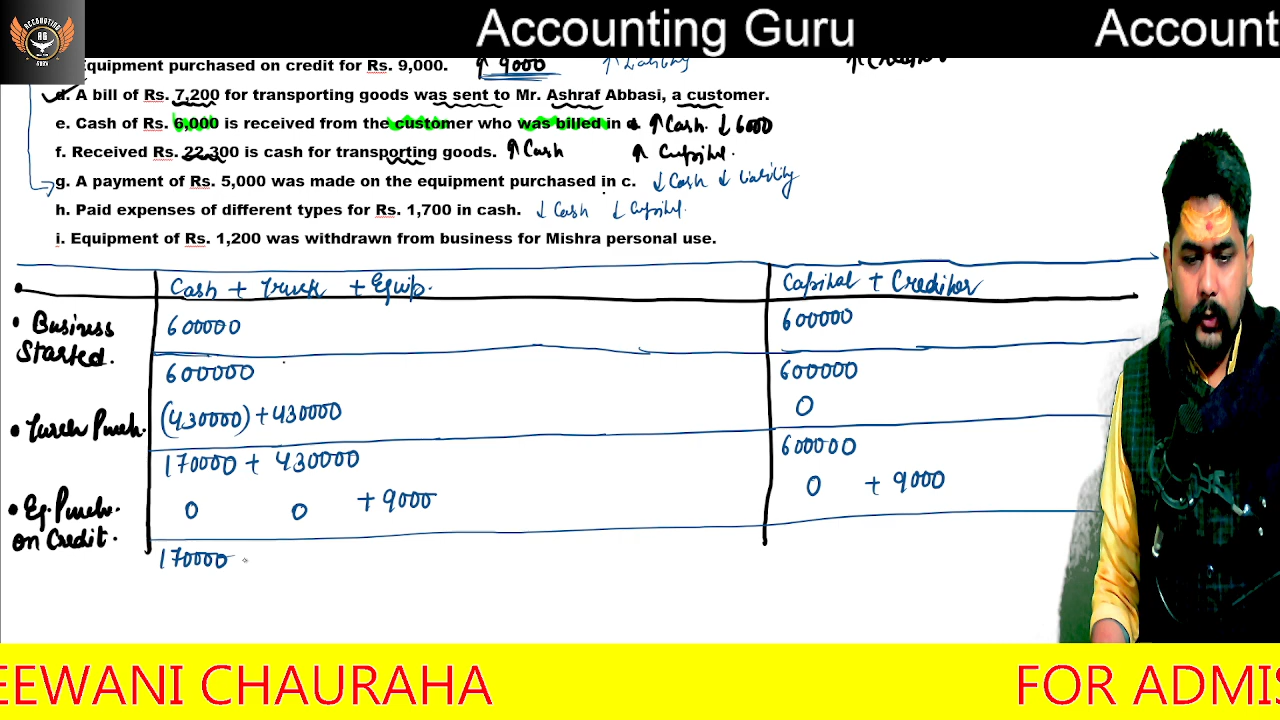 Accounting Guru
Account
ACCOUNTING
AG
GURU
Equipment purchased on credit for Rs. 9,000. ↑ 9000 ↑ Liability
d. A bill of Rs. 7,200 for transporting goods was sent to Mr. Ashraf Abbasi, a customer.
e. Cash of Rs. 6,000 is received from the customer who was billed in ↑ Cash. ↓ 6000
f. Received Rs. 22,300 is cash for transporting goods. ↑ Cash ↑ Capital.
g. A payment of Rs. 5,000 was made on the equipment purchased in c. ↓ Cash ↓ liability
h. Paid expenses of different types for Rs. 1,700 in cash. ↓ Cash ↓ Capital.
i. Equipment of Rs. 1,200 was withdrawn from business for Mishra personal use.
Cash + Truck + Equip. Capital + Creditor
• Business Started. 600000 600000
600000 600000
• Purch. (430000) +430000 0
170000 + 430000 600000
• Eq. Purch. on Credit. 0 0 + 9000 0 + 9000
170000
EEWANI CHAURAHA
FOR ADMIS